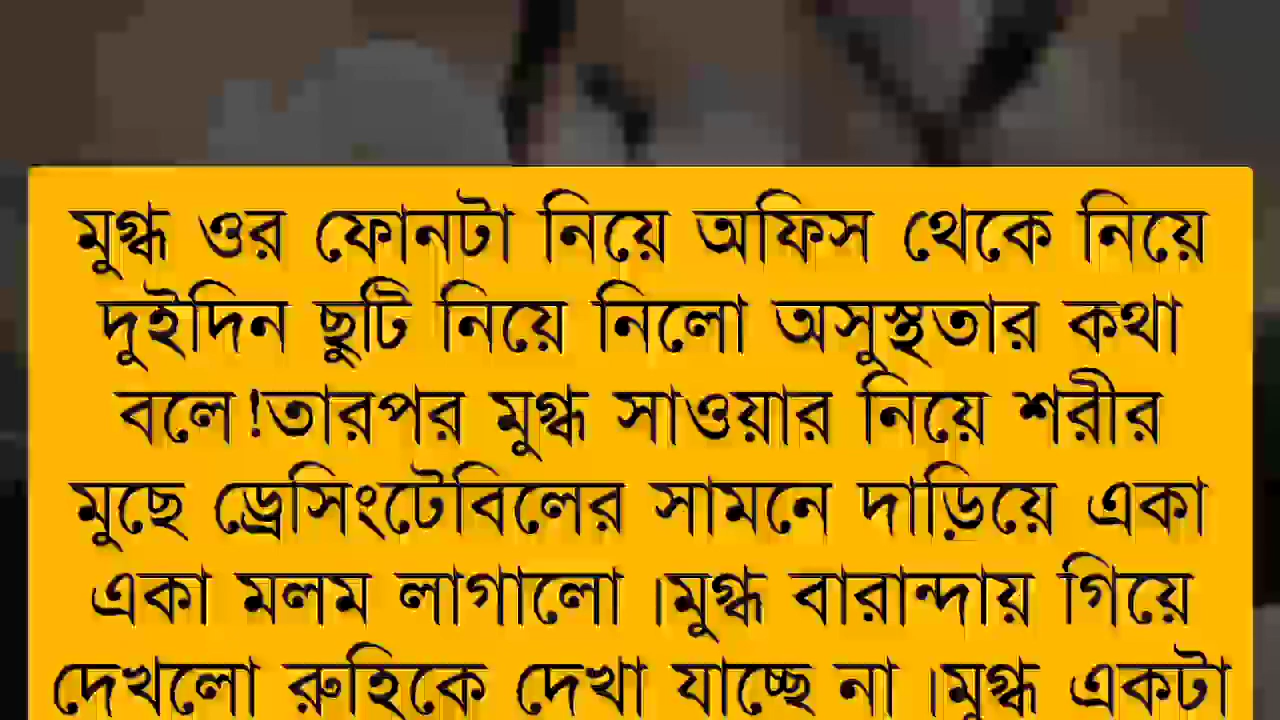 মুগ্ধ ওর ফোনটা নিয়ে অফিস থেকে নিয়ে
দুইদিন ছুটি নিয়ে নিলো অসুস্থতার কথা
বলে!তারপর মুগ্ধ সাওয়ার নিয়ে শরীর
মুছে ড্রেসিংটেবিলের সামনে দাড়িয়ে একা
একা মলম লাগালো ।মুগ্ধ বারান্দায় গিয়ে
দেখলো রুহিকে দেখা যাচ্ছে না ।মুগ্ধ একটা